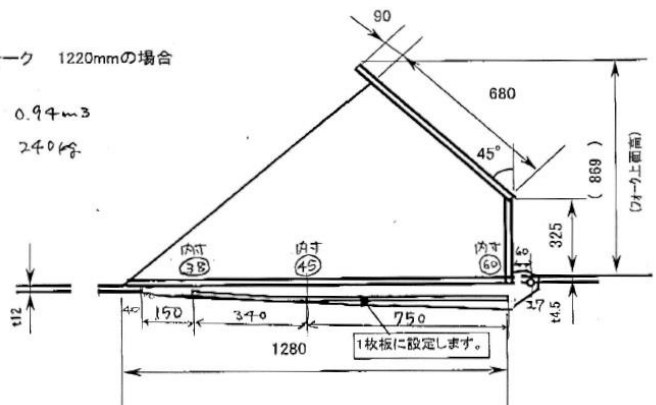 ーク 1220mmの場合
0.94m3
240kg
90
680
45°
(869)
(フォーク上面高)
325
60
内寸
38
内寸
45
内寸
60
t12
40
150
340
750
27
t4.5
1枚板に設定します。
1280